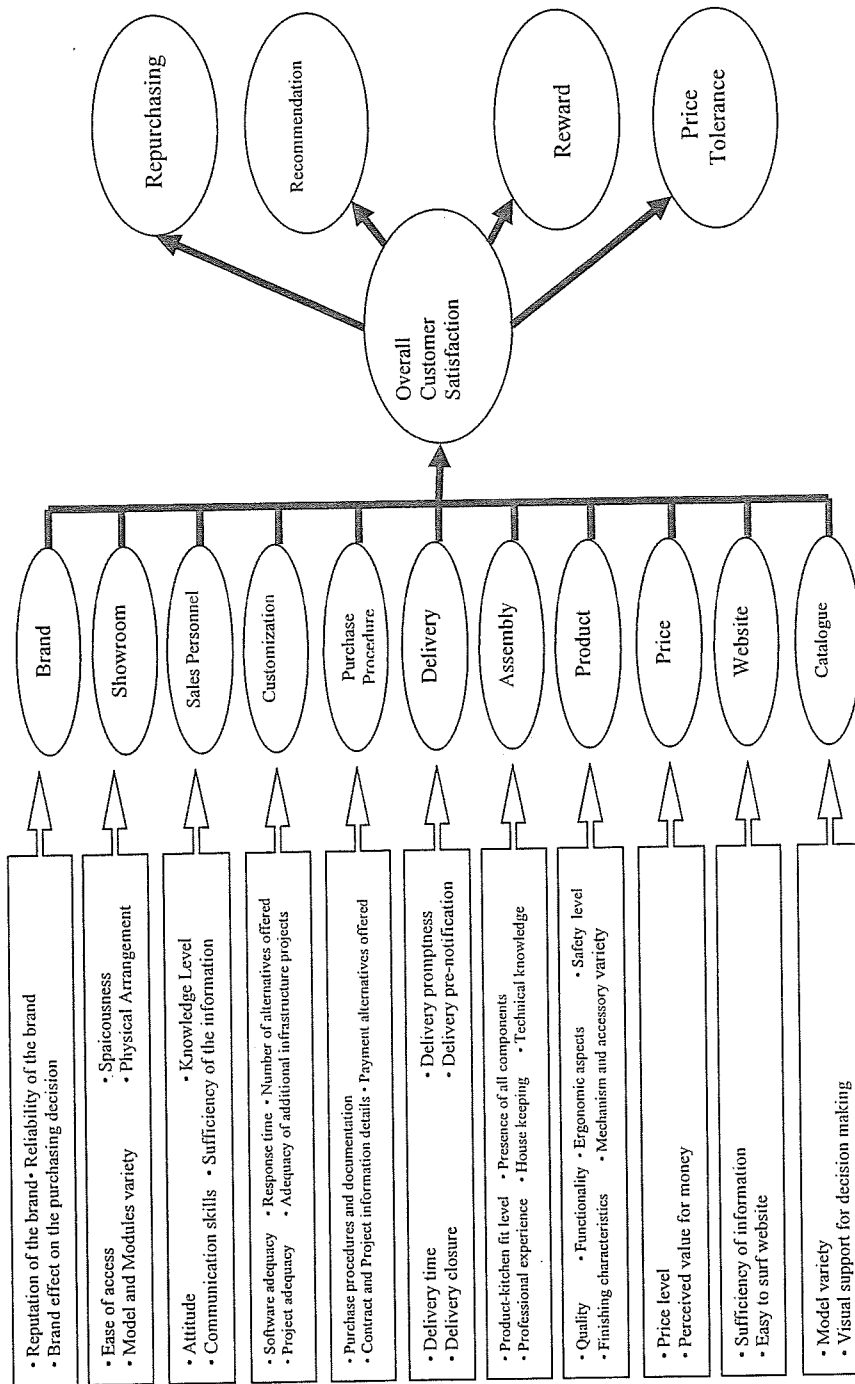 • Reputation of the brand • Reliability of the brand
• Brand effect on the purchasing decision
Brand
• Ease of access • Spaicousness
• Model and Modules variety • Physical Arrangement
Showroom
• Attitude • Knowledge Level
• Communication skills • Sufficiency of the information
Sales Personnel
• Software adequacy • Response time • Number of alternatives offered
• Project adequacy • Adequacy of additional infrastructure projects
Customization
• Purchase procedures and documentation
• Contract and Project information details • Payment alternatives offered
Purchase
Procedure
• Delivery time • Delivery promptness
• Delivery closure • Delivery pre-notification
Delivery
• Product-kitchen fit level • Presence of all components
• Professional experience • House keeping • Technical knowledge
Assembly
• Quality • Functionality • Ergonomic aspects • Safety level
• Finishing characteristics • Mechanism and accessory variety
Product
• Price level
• Perceived value for money
Price
• Sufficiency of information
• Easy to surf website
Website
• Model variety
• Visual support for decision making
Catalogue
Overall
Customer
Satisfaction
Repurchasing
Recommendation
Reward
Price
Tolerance